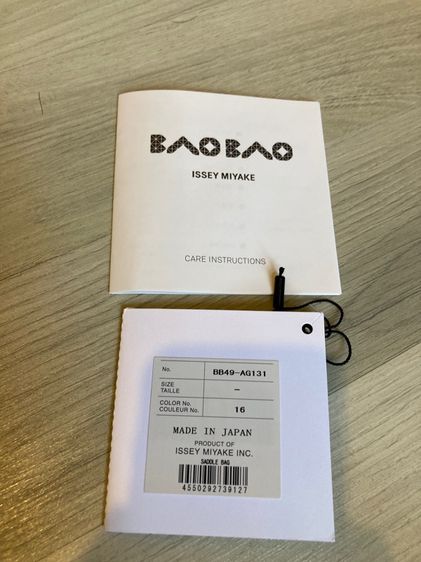 BAOBAO
ISSEY MIYAKE
CARE INSTRUCTIONS
No. BB49-AG131
SIZE
TAILLE -
COLOR No.
COULEUR No. 16
MADE IN JAPAN
PRODUCT OF
ISSEY MIYAKE INC.
SADDLE BAG
4550292739127